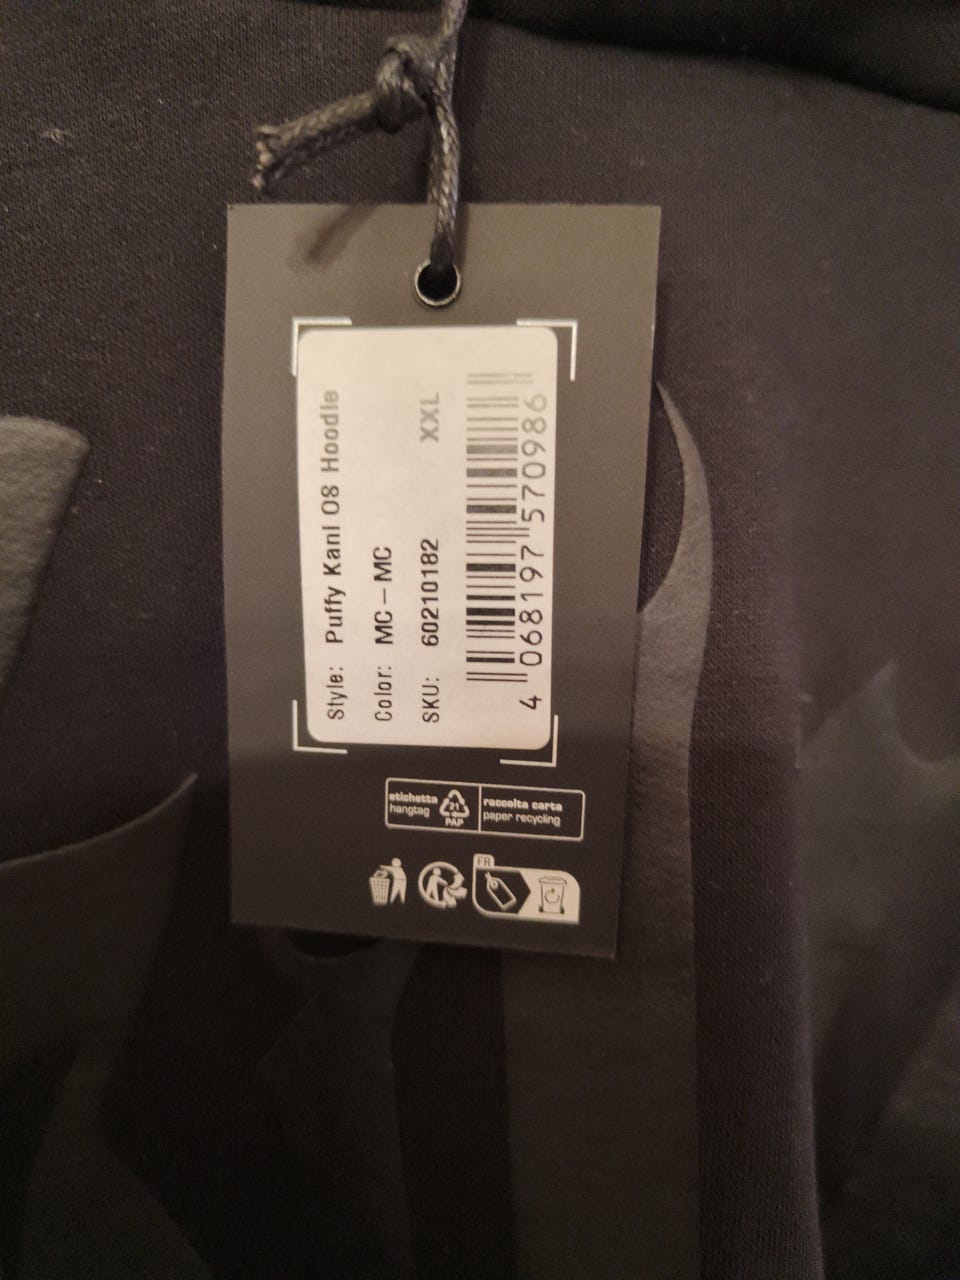 Style: Puffy Kani 08 Hoodie
Color: MC – MC
SKU: 60210182 XXL
4 068197 570986
etichetta
hangtag
21
PAP
raccolta carta
paper recycling
FR